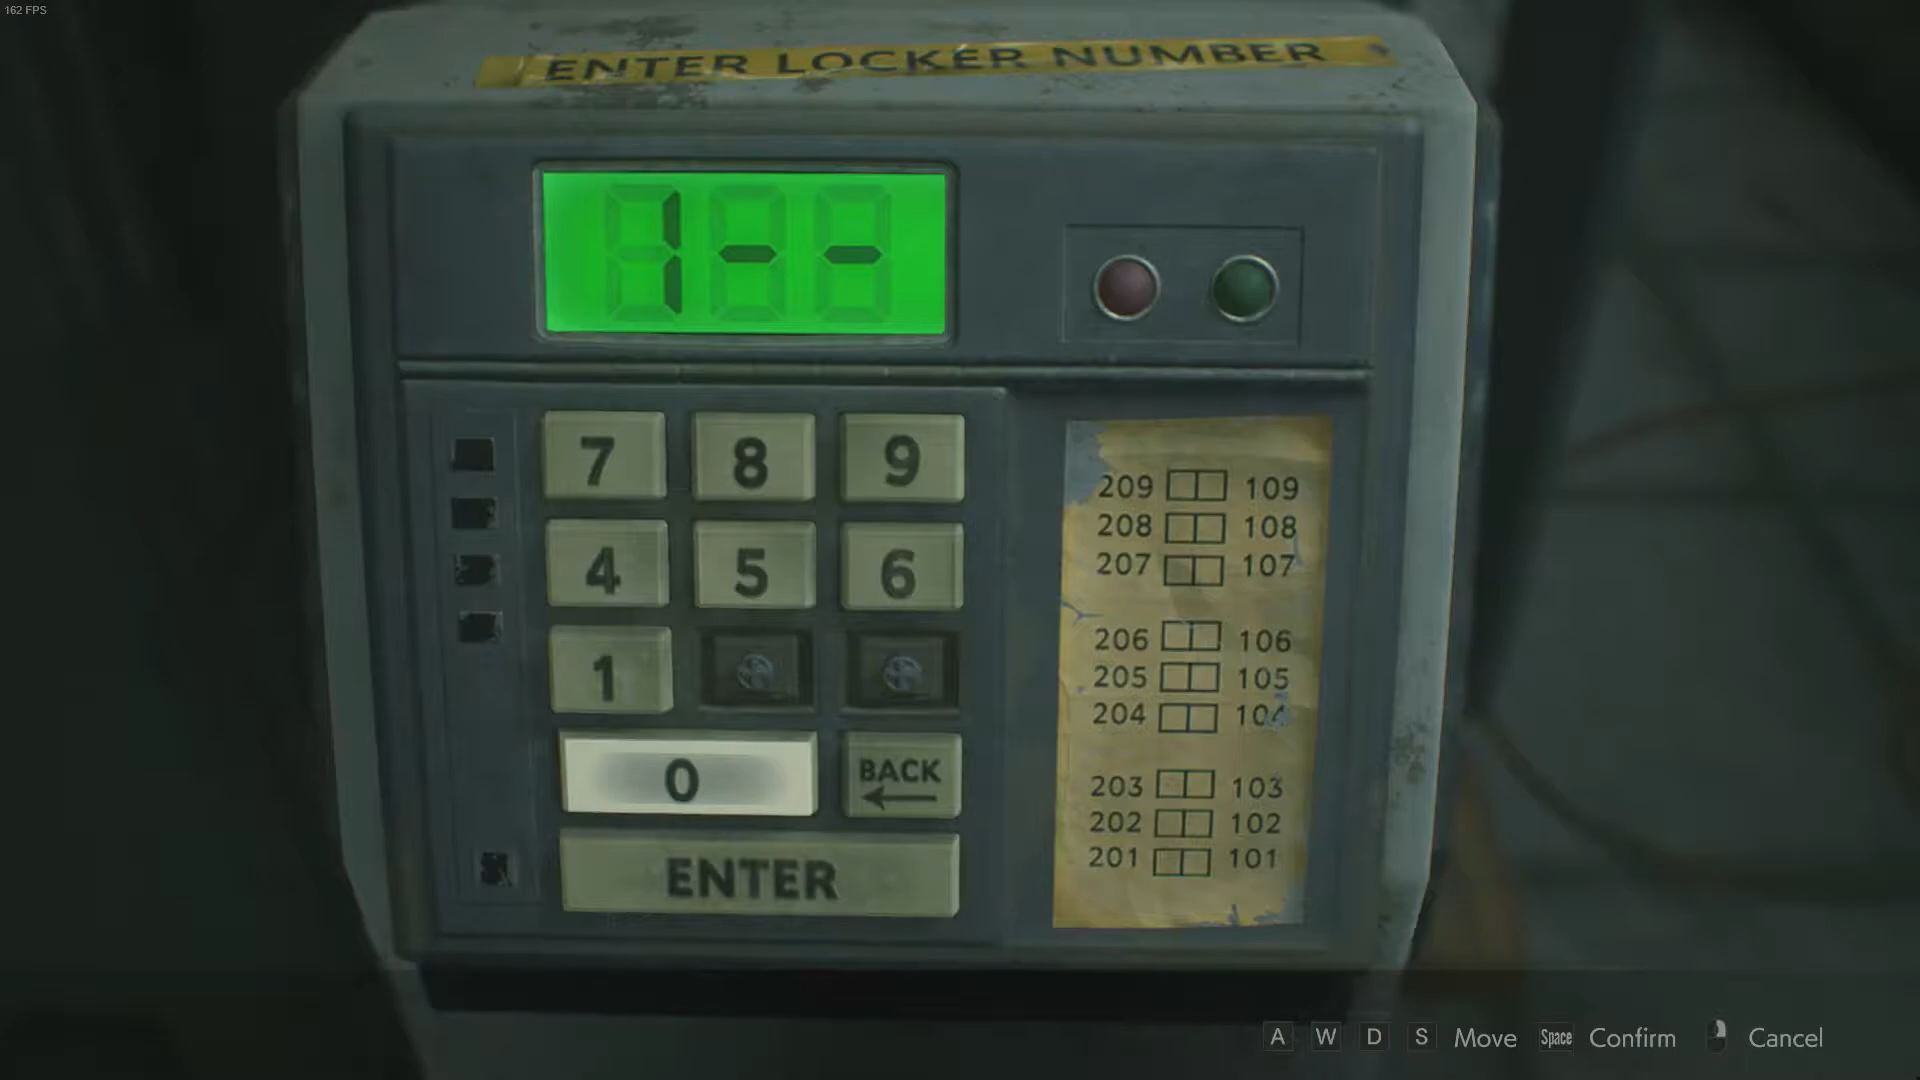 162 FPS
ENTER LOCKER NUMBER
1--
7 8 9
4 5 6
1
0 BACK
ENTER
209 109
208 108
207 107
206 106
205 105
204 104
203 103
202 102
201 101
A W D S Move Space Confirm Cancel